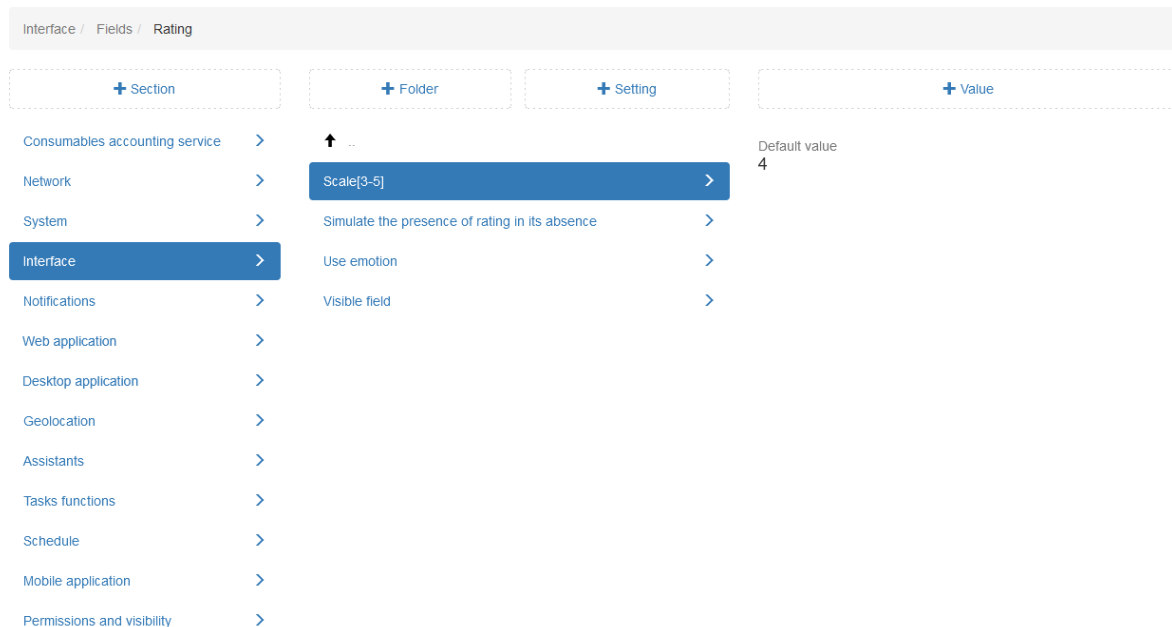 Interface / Fields / Rating
+ Section
+ Folder
+ Setting
+ Value
Consumables accounting service
Network
System
Interface
Notifications
Web application
Desktop application
Geolocation
Assistants
Tasks functions
Schedule
Mobile application
Permissions and visibility
..
Scale[3-5]
Simulate the presence of rating in its absence
Use emotion
Visible field
Default value
4